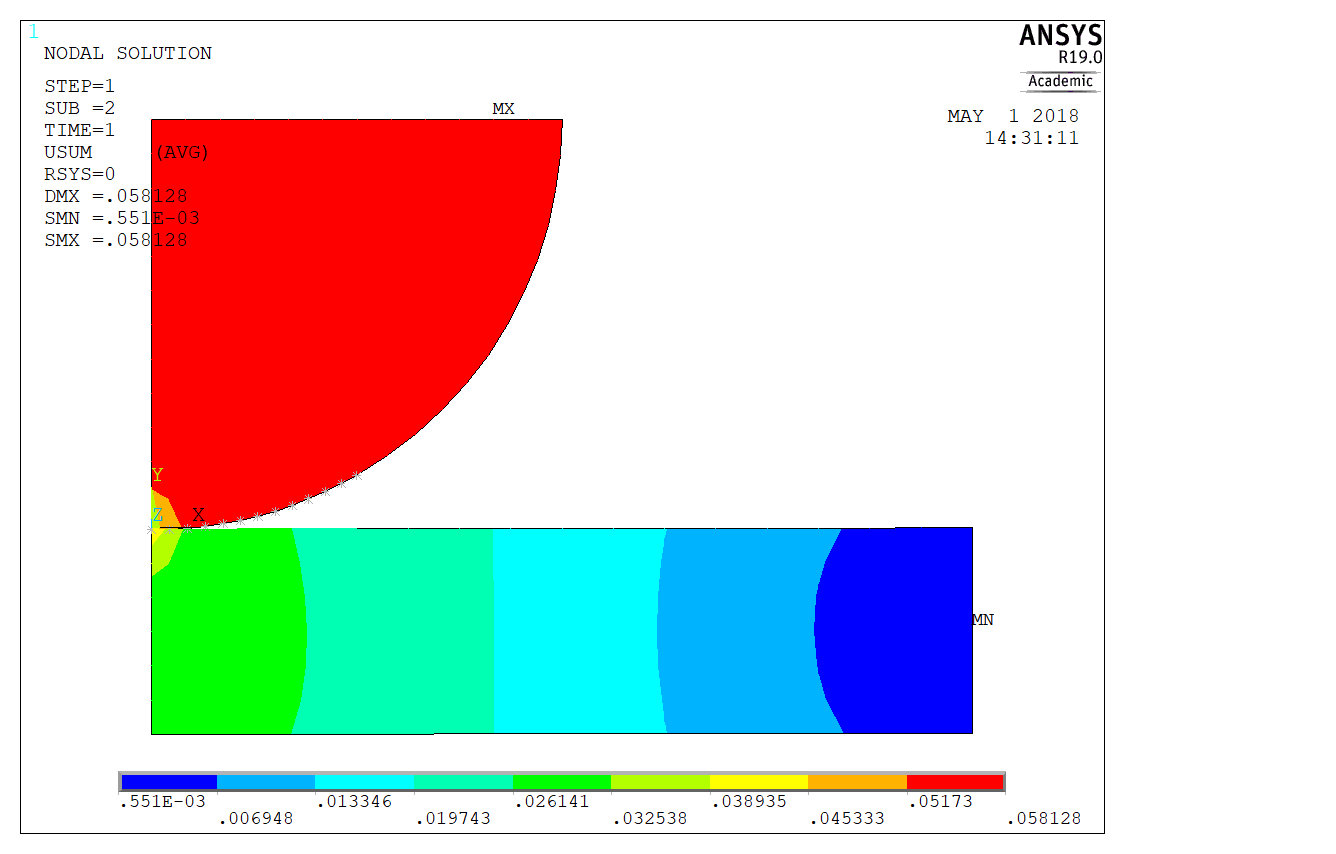 1
NODAL SOLUTION
STEP=1
SUB =2
TIME=1
USUM (AVG)
RSYS=0
DMX =.058128
SMN =.551E-03
SMX =.058128
ANSYS
R19.0
Academic
MAY 1 2018
14:31:11
MX
Y
Z X
MN
.551E-03 .013346 .026141 .038935 .05173
.006948 .019743 .032538 .045333 .058128